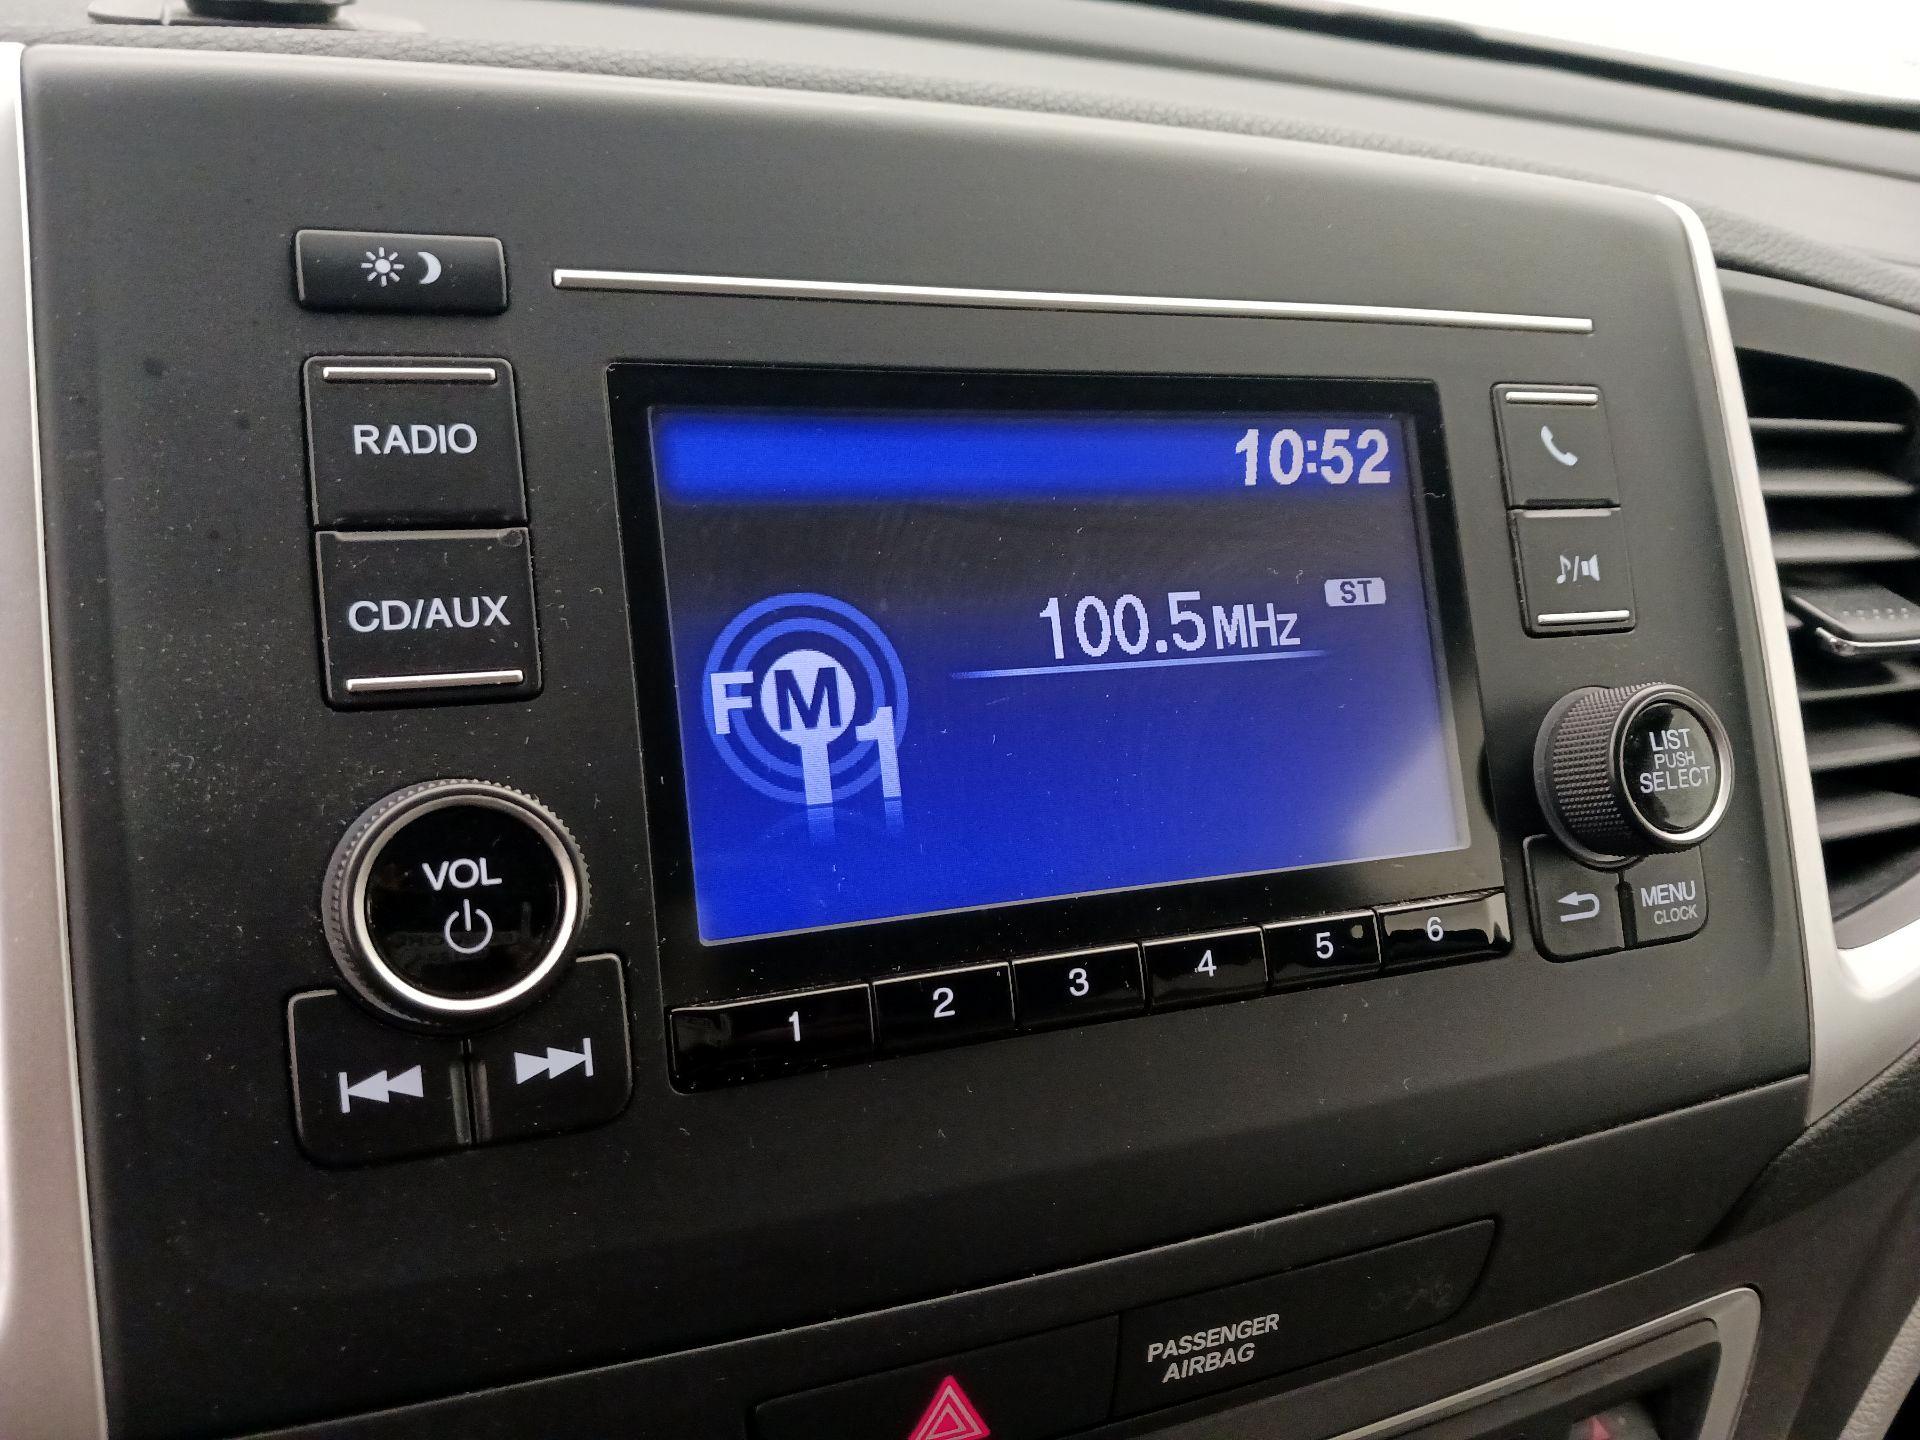 RADIO
CD/AUX
VOL
10:52
100.5MHz
ST
FM
1
1
2
3
4
5
6
LIST
PUSH
SELECT
MENU
CLOCK
PASSENGER
AIRBAG